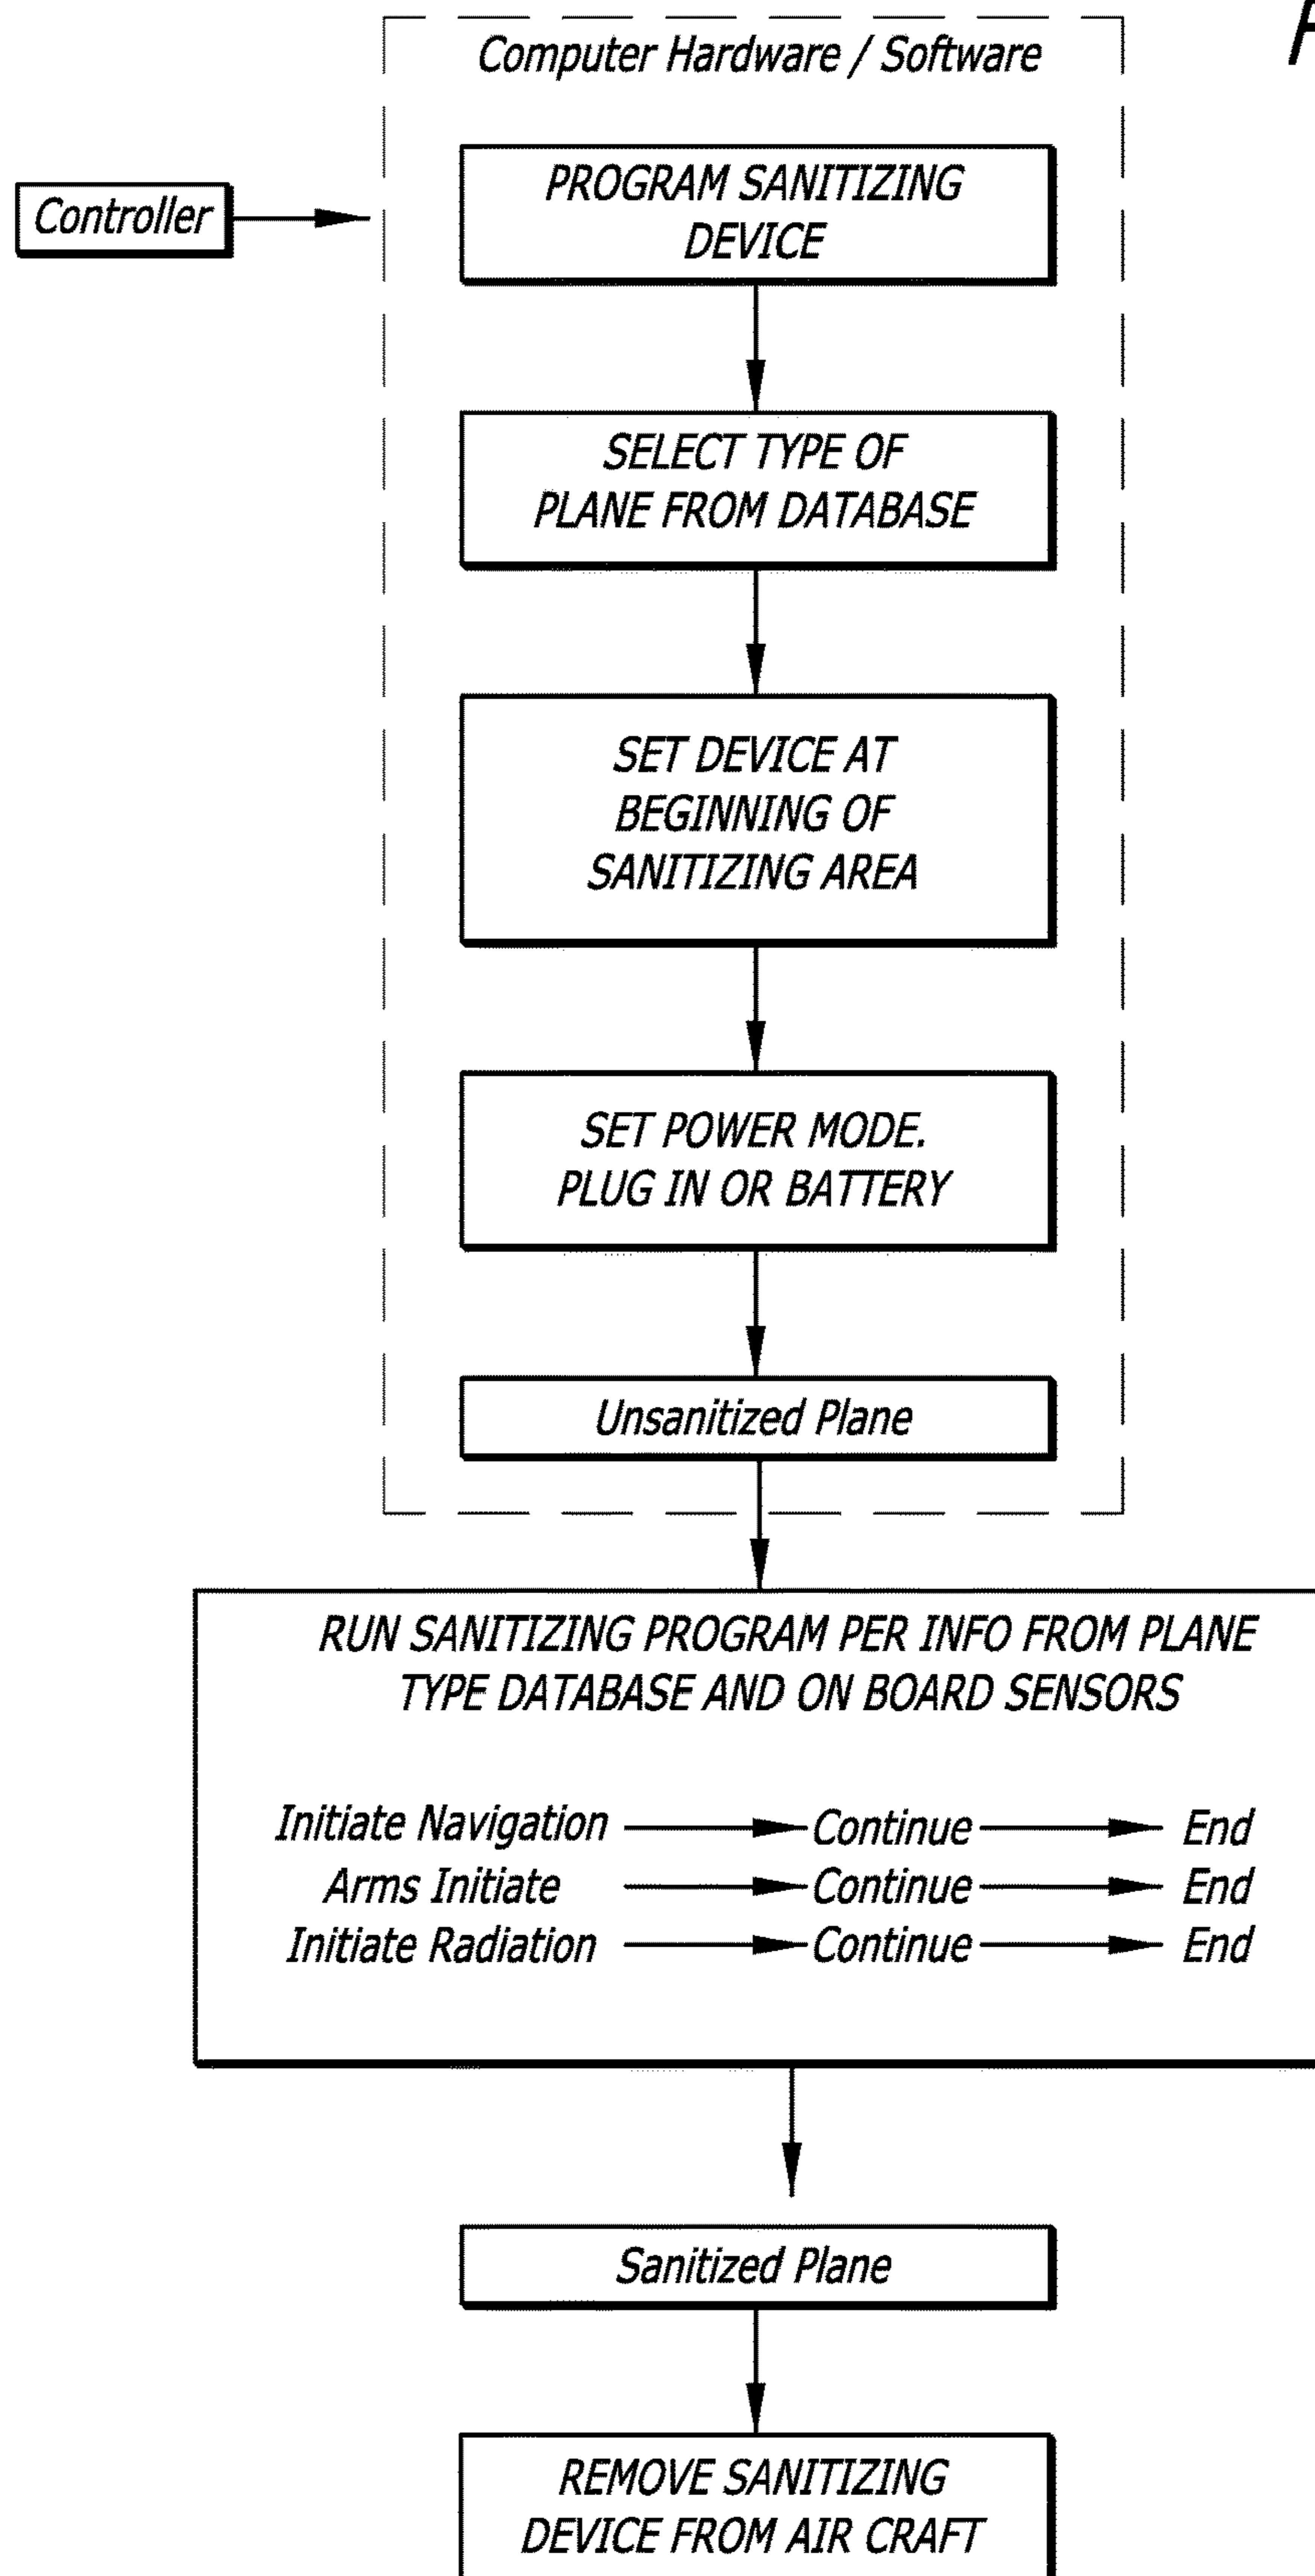 Computer Hardware / Software
Controller
PROGRAM SANITIZING
DEVICE
SELECT TYPE OF
PLANE FROM DATABASE
SET DEVICE AT
BEGINNING OF
SANITIZING AREA
SET POWER MODE.
PLUG IN OR BATTERY
Unsanitized Plane
RUN SANITIZING PROGRAM PER INFO FROM PLANE
TYPE DATABASE AND ON BOARD SENSORS
Initiate Navigation Continue End
Arms Initiate Continue End
Initiate Radiation Continue End
Sanitized Plane
REMOVE SANITIZING
DEVICE FROM AIR CRAFT